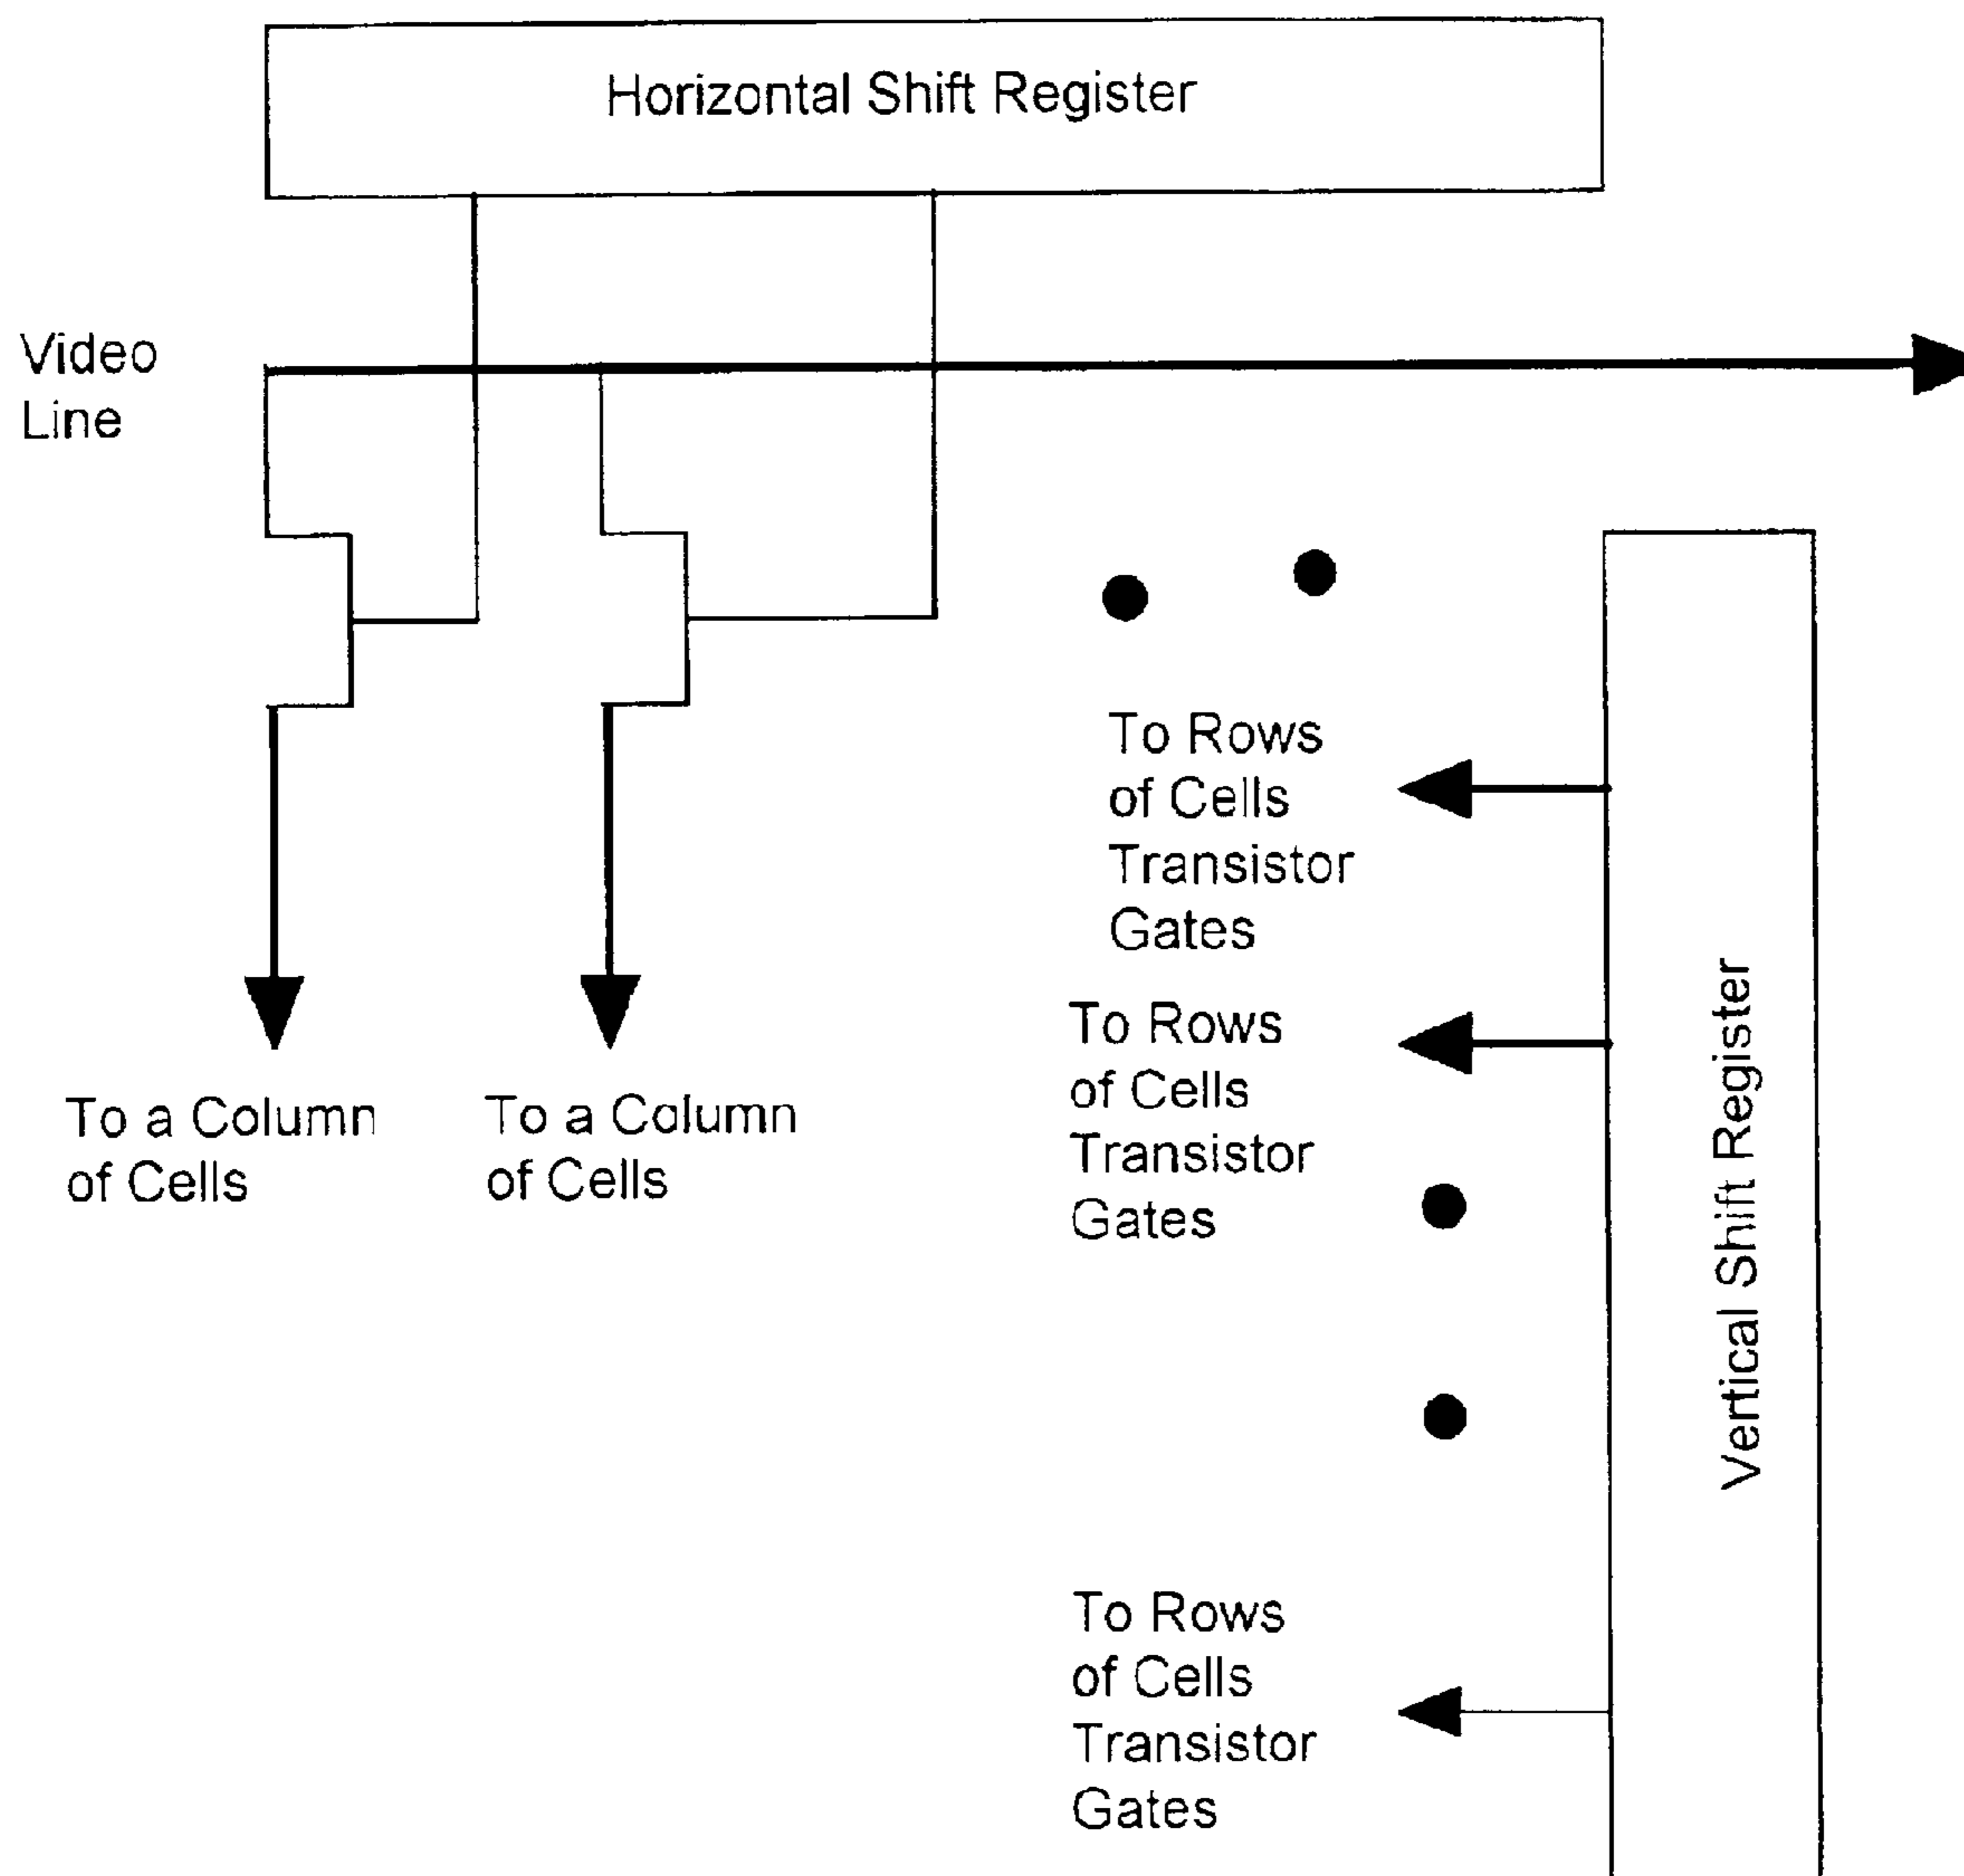 Horizontal Shift Register
Video
Line
To Rows
of Cells
Transistor
Gates
To Rows
of Cells
Transistor
Gates
To a Column
of Cells
To a Column
of Cells
Vertical Shift Register
To Rows
of Cells
Transistor
Gates